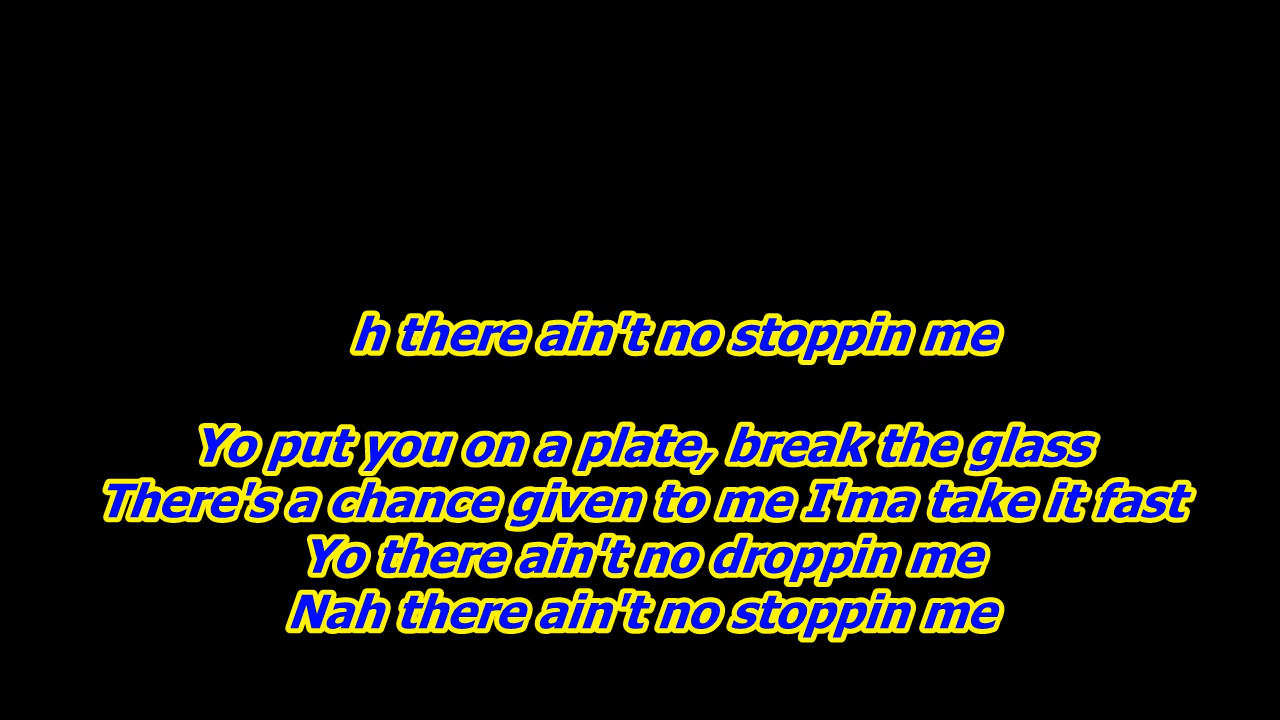 h there ain't no stoppin me
Yo put you on a plate, break the glass
There's a chance given to me I'ma take it fast
Yo there ain't no droppin me
Nah there ain't no stoppin me